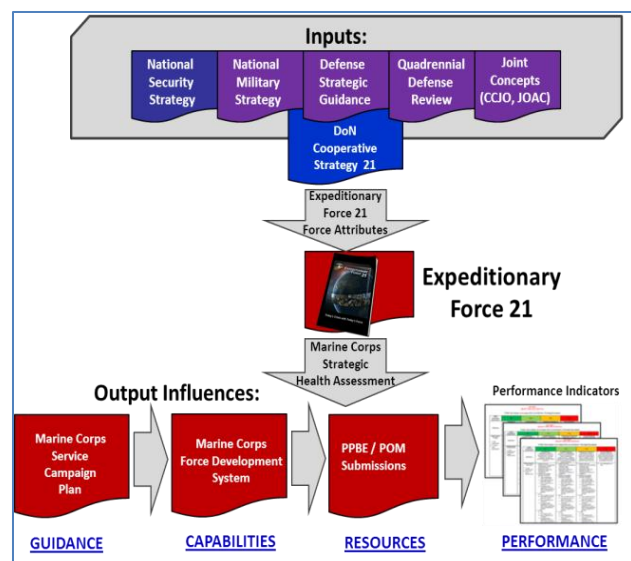 Inputs:
National
Security
Strategy
National
Military
Strategy
Defense
Strategic
Guidance
Quadrennial
Defense
Review
Joint
Concepts
(CCJO, JOAC)
DoN
Cooperative
Strategy 21
Expeditionary
Force 21
Force Attributes
Expeditionary
Force 21
Marine Corps
Strategic
Health Assessment
Output Influences:
Performance Indicators
Marine Corps
Service
Campaign
Plan
Marine Corps
Force Development
System
PPBE / POM
Submissions
GUIDANCE
CAPABILITIES
RESOURCES
PERFORMANCE